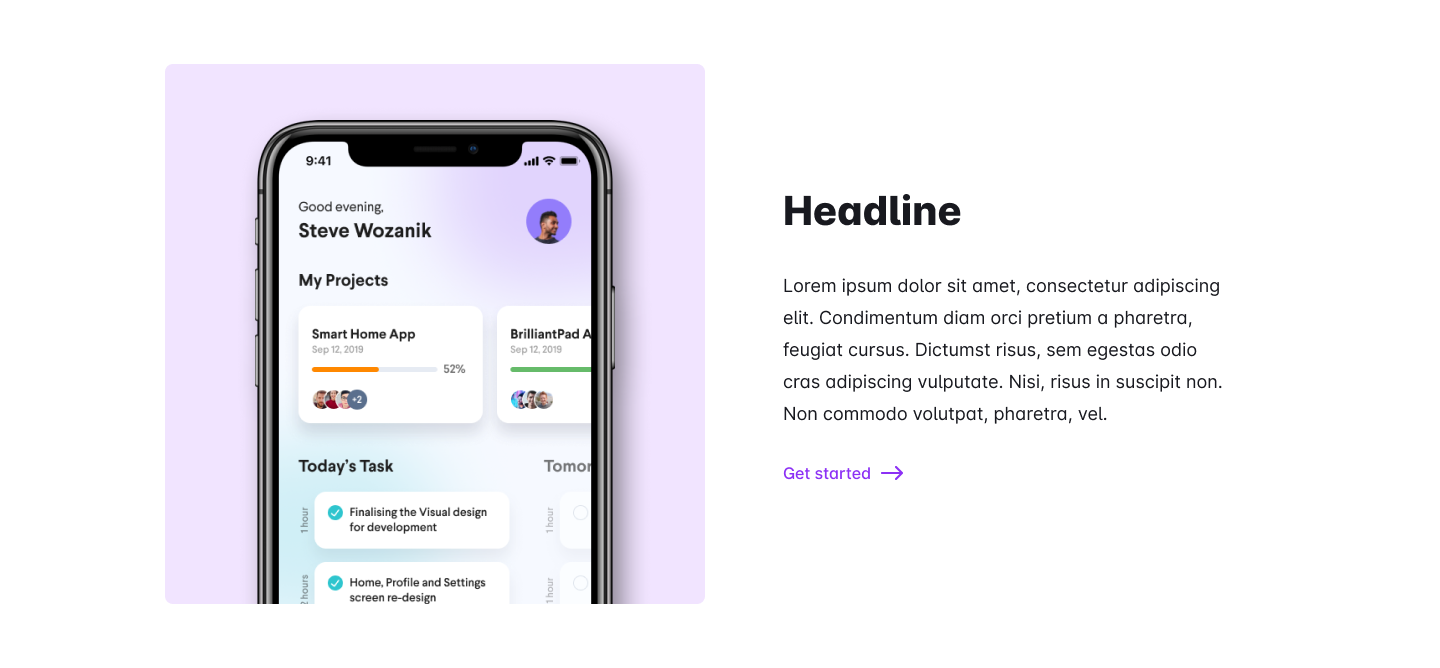 9:41
Good evening,
Steve Wozanik
My Projects
Smart Home App
Sep 12, 2019
52%
+2
BrilliantPad A
Sep 12, 2019
Today's Task
Tomor
1 hour
Finalising the Visual design
for development
1 hour
2 hours
Home, Profile and Settings
screen re-design
1 hour
Headline
Lorem ipsum dolor sit amet, consectetur adipiscing
elit. Condimentum diam orci pretium a pharetra,
feugiat cursus. Dictumst risus, sem egestas odio
cras adipiscing vulputate. Nisi, risus in suscipit non.
Non commodo volutpat, pharetra, vel.
Get started